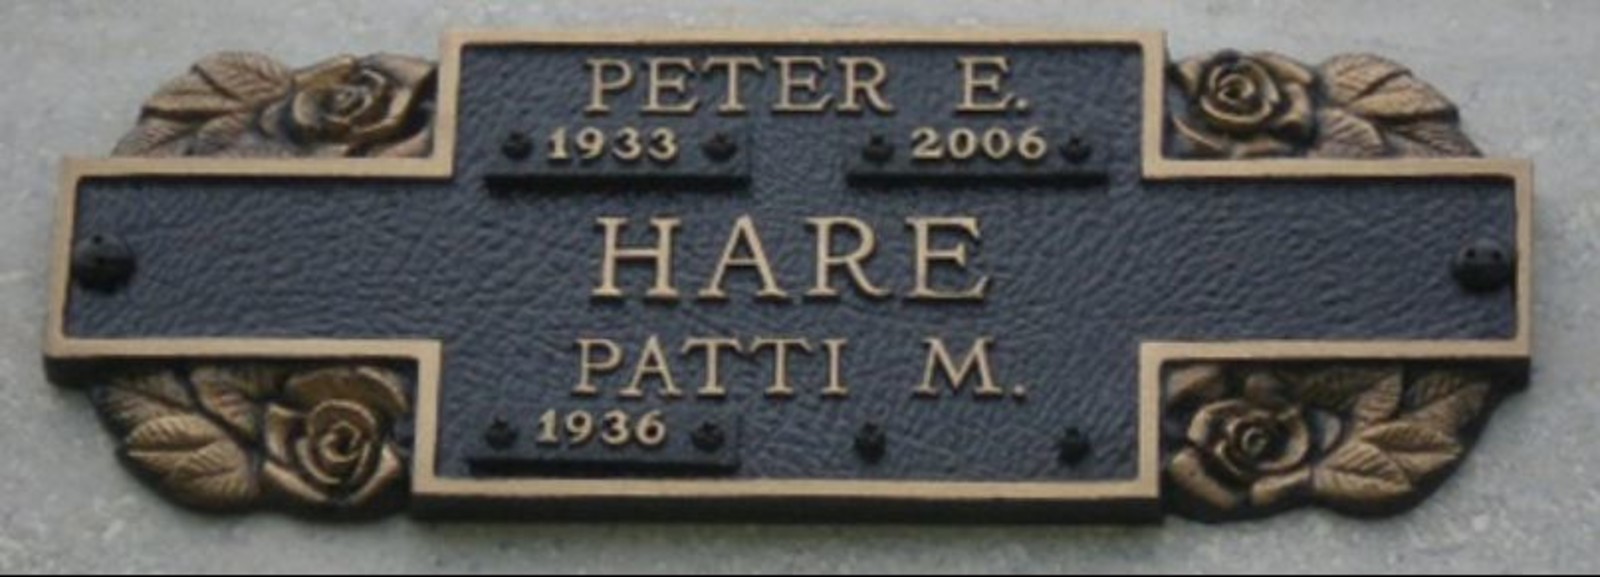 PETER E.
1933 2006
HARE
PATTI M.
1936